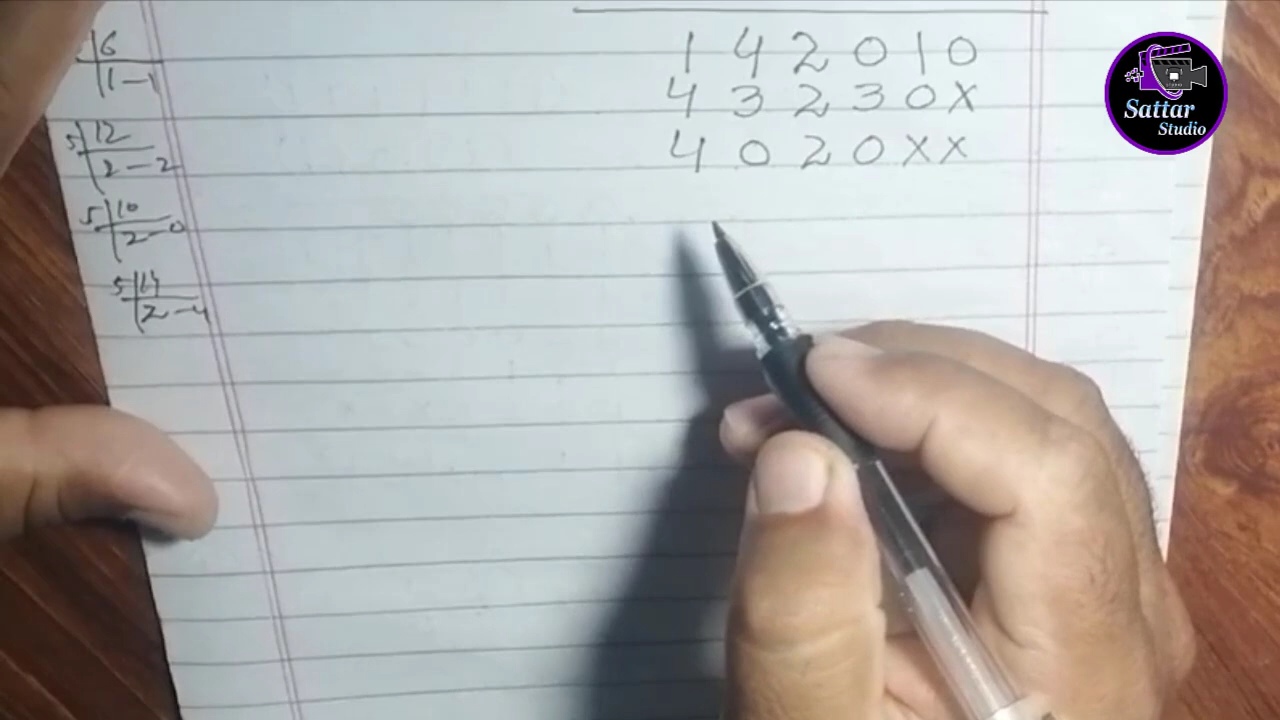 1 4 2 0 1 0
4 3 2 3 0 X
4 0 2 0 X X
6
1 - 1
5 12
2 - 2
5 10
2 - 0
5 14
2 - 4
Sattar
Studio